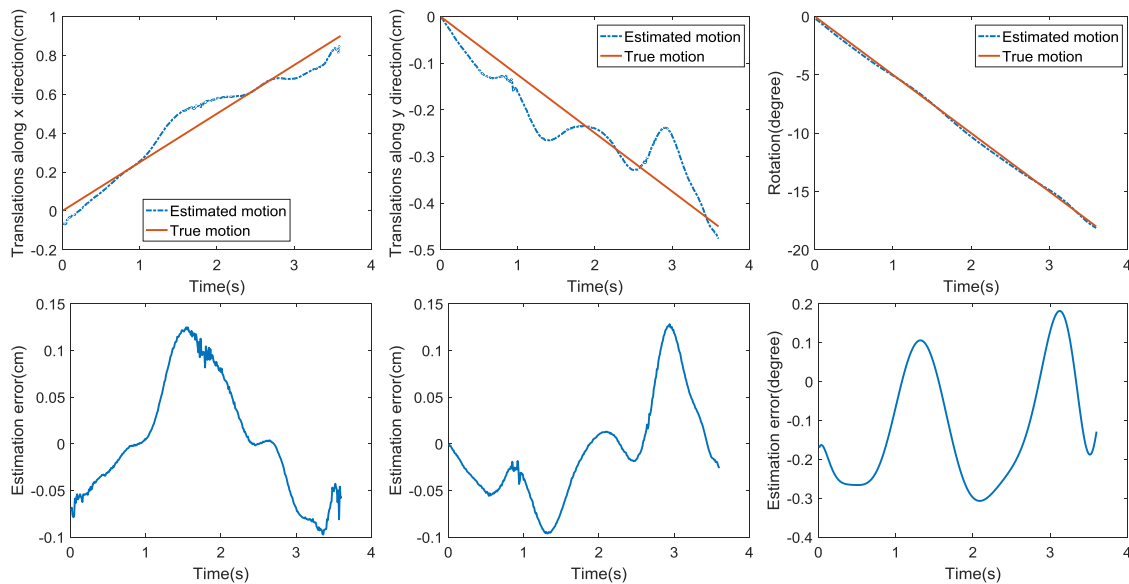 Translations along x direction(cm)
1
0.8
0.6
0.4
0.2
0
-0.2
0 1 2 3 4
Time(s)
Estimated motion
True motion
Translations along y direction(cm)
0
-0.1
-0.2
-0.3
-0.4
-0.5
0 1 2 3 4
Time(s)
Estimated motion
True motion
Rotation(degree)
0
-5
-10
-15
-20
0 1 2 3 4
Time(s)
Estimated motion
True motion
Estimation error(cm)
0.15
0.1
0.05
0
-0.05
-0.1
0 1 2 3 4
Time(s)
Estimation error(cm)
0.15
0.1
0.05
0
-0.05
-0.1
0 1 2 3 4
Time(s)
Estimation error(degree)
0.2
0.1
0
-0.1
-0.2
-0.3
-0.4
0 1 2 3 4
Time(s)